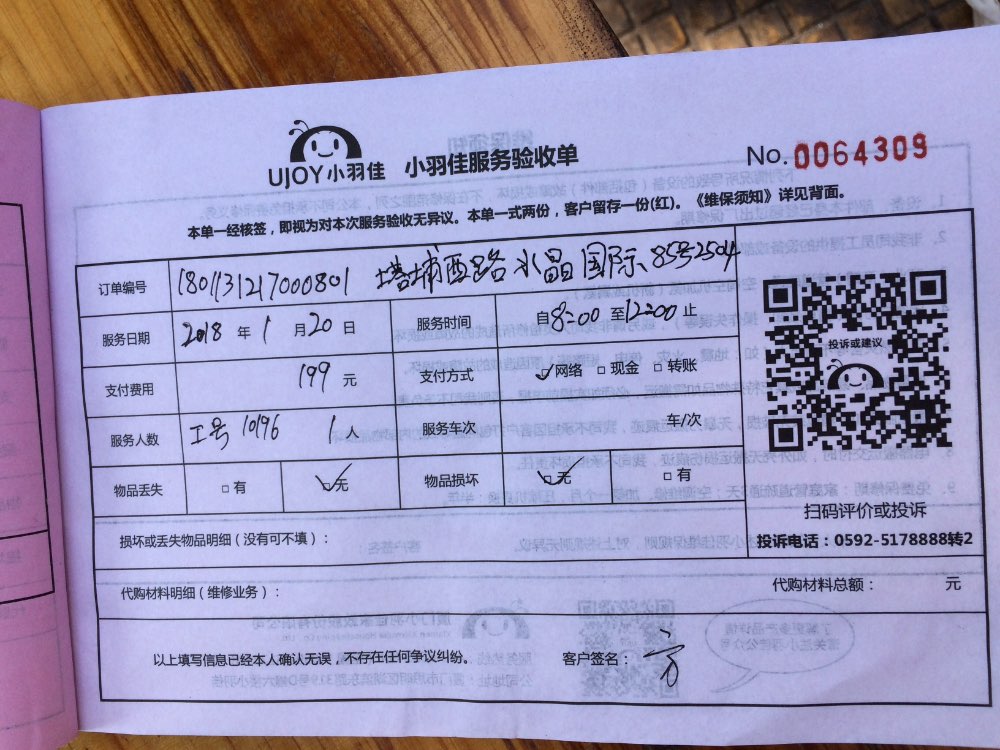 UJOY小羽佳 小羽佳服务验收单 No. 0064309
本单一经核签，即视为对本次服务验收无异议。本单一式两份，客户留存一份(红)。《维保须知》详见背面。
订单编号 1801131217000801 塔埔西路水晶国际85号2504
服务日期 2018 年 1 月 20 日 服务时间 自 8:00 至 12:00 止
支付费用 199 元 支付方式 ☑网络 □现金 □转账
服务人数 工号 10196 1 人 服务车次 车/次
物品丢失 □有 ☑无 物品损坏 ☑无 □有
投诉或建议
扫码评价或投诉
投诉电话：0592-5178888转2
损坏或丢失物品明细（没有可不填）：
代购材料明细（维修业务）： 代购材料总额： 元
以上填写信息已经本人确认无误，不存在任何争议纠纷。 客户签名： 方